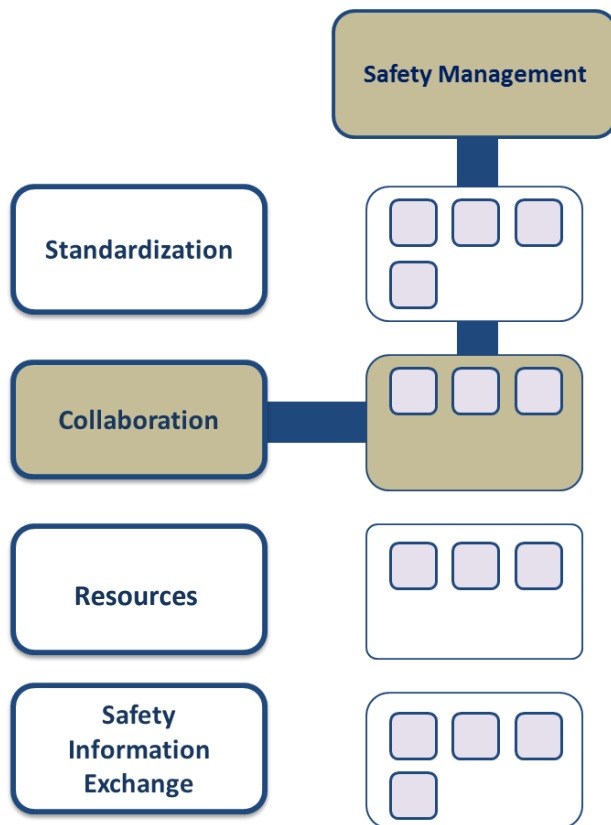 Safety Management
Standardization
Collaboration
Resources
Safety
Information
Exchange